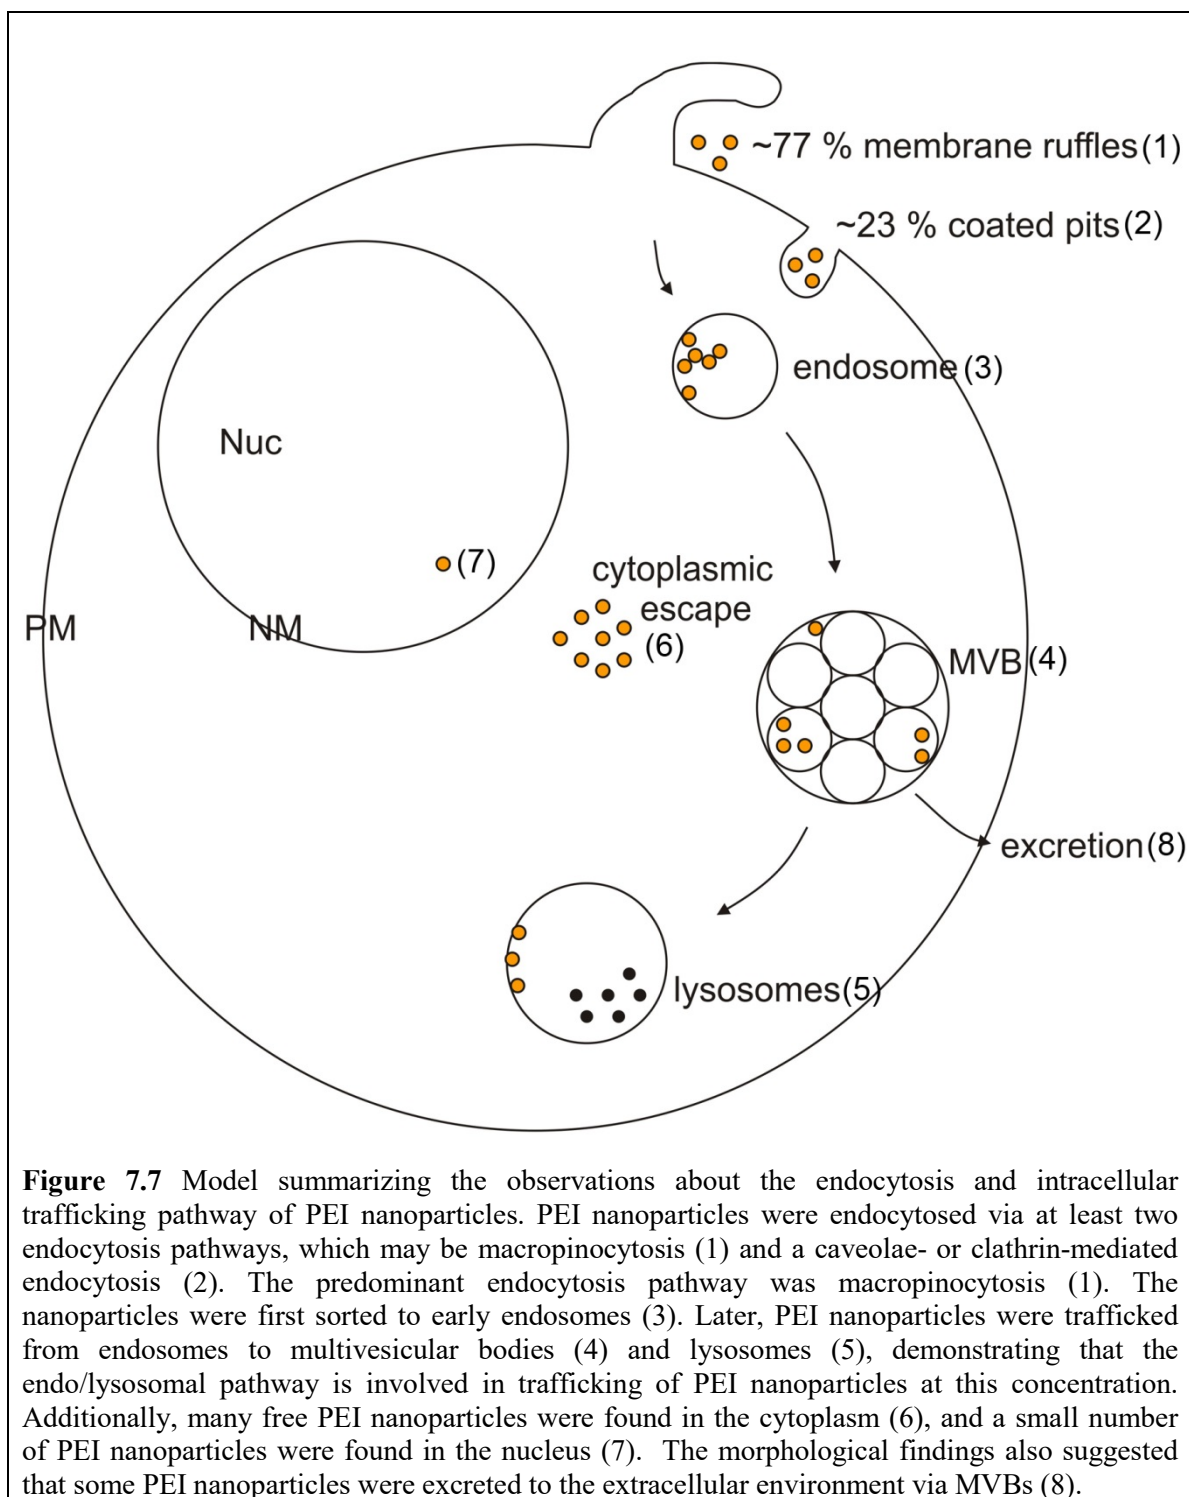 ~77 % membrane ruffles(1)
~23 % coated pits(2)
endosome(3)
Nuc
(7)
cytoplasmic
escape
(6)
PM
NM
MVB(4)
excretion(8)
lysosomes(5)
Figure 7.7 Model summarizing the observations about the endocytosis and intracellular
trafficking pathway of PEI nanoparticles. PEI nanoparticles were endocytosed via at least two
endocytosis pathways, which may be macropinocytosis (1) and a caveolae- or clathrin-mediated
endocytosis (2). The predominant endocytosis pathway was macropinocytosis (1). The
nanoparticles were first sorted to early endosomes (3). Later, PEI nanoparticles were trafficked
from endosomes to multivesicular bodies (4) and lysosomes (5), demonstrating that the
endo/lysosomal pathway is involved in trafficking of PEI nanoparticles at this concentration.
Additionally, many free PEI nanoparticles were found in the cytoplasm (6), and a small number
of PEI nanoparticles were found in the nucleus (7). The morphological findings also suggested
that some PEI nanoparticles were excreted to the extracellular environment via MVBs (8).